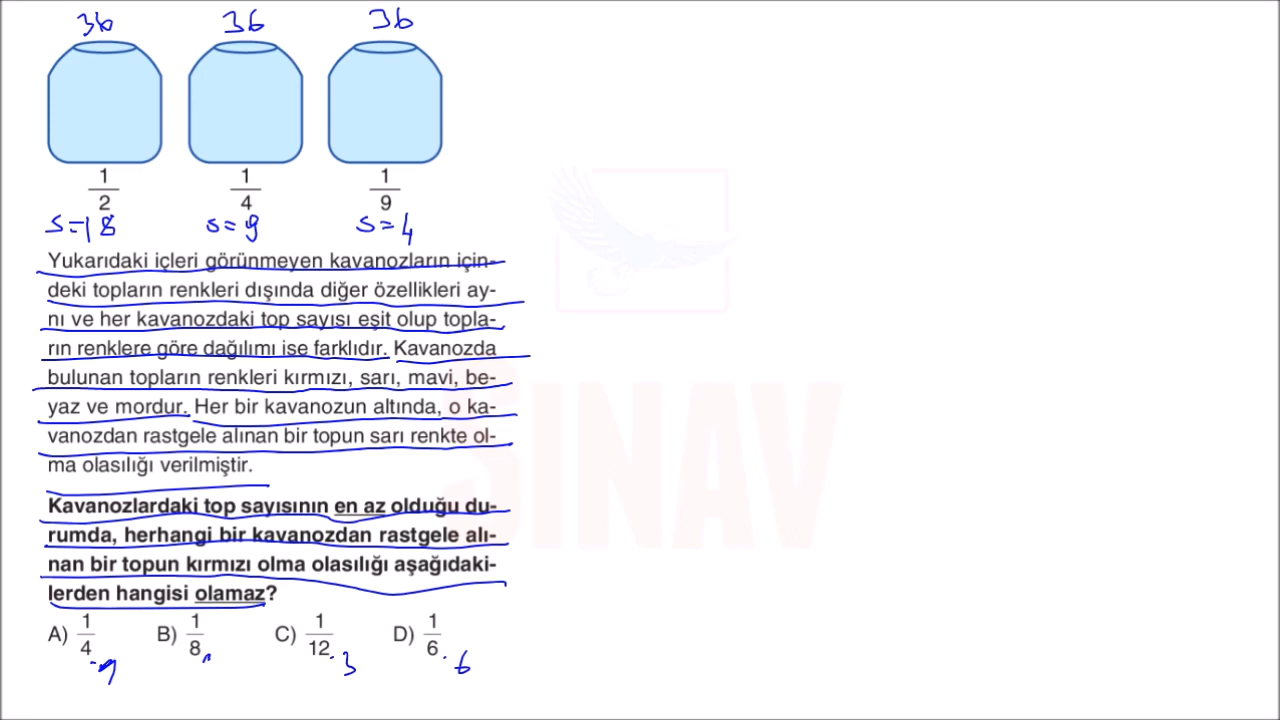 36 36 36
1/2 1/4 1/9
S=18 S=9 S=4
Yukarıdaki içleri görünmeyen kavanozların için-
deki topların renkleri dışında diğer özellikleri ay-
nı ve her kavanozdaki top sayısı eşit olup topla-
rın renklere göre dağılımı ise farklıdır. Kavanozda
bulunan topların renkleri kırmızı, sarı, mavi, be-
yaz ve mordur. Her bir kavanozun altında, o ka-
vanozdan rastgele alınan bir topun sarı renkte ol-
ma olasılığı verilmiştir.
Kavanozlardaki top sayısının en az olduğu du-
rumda, herhangi bir kavanozdan rastgele alı-
nan bir topun kırmızı olma olasılığı aşağıdaki-
lerden hangisi olamaz?
A) 1/4 B) 1/8 C) 1/12 D) 1/6
9 3 6
SINAV